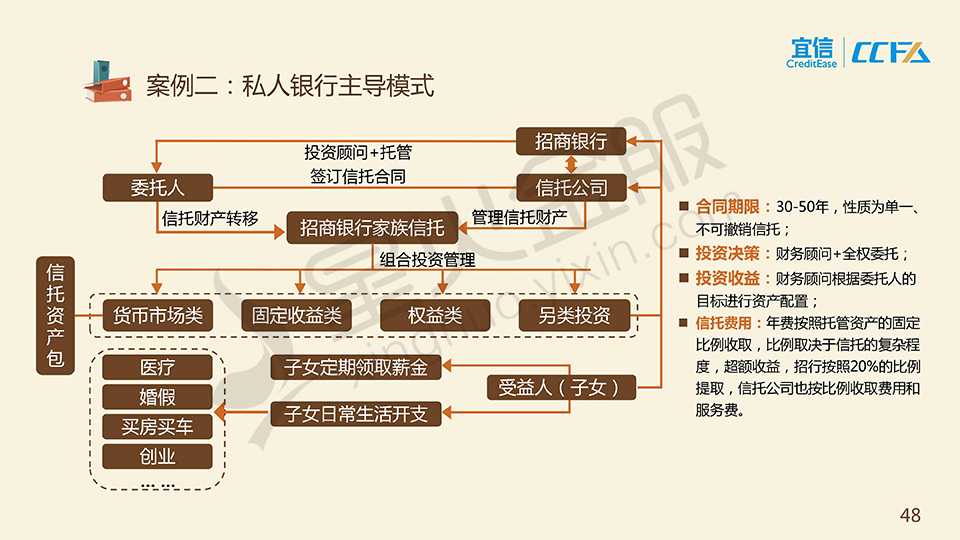 宜信
CreditEase
CCFA
案例二：私人银行主导模式
招商银行
投资顾问+托管
签订信托合同
委托人
信托公司
信托财产转移
招商银行家族信托
管理信托财产
组合投资管理
信托资产包
货币市场类
固定收益类
权益类
另类投资
医疗
婚假
买房买车
创业
... ...
子女定期领取薪金
子女日常生活开支
受益人（子女）
■ 合同期限：30-50年，性质为单一、
不可撤销信托；
■ 投资决策：财务顾问+全权委托；
■ 投资收益：财务顾问根据委托人的
目标进行资产配置；
■ 信托费用：年费按照托管资产的固定
比例收取，比例取决于信托的复杂程
度，超额收益，招行按照20%的比例
提取，信托公司也按比例收取费用和
服务费。
48